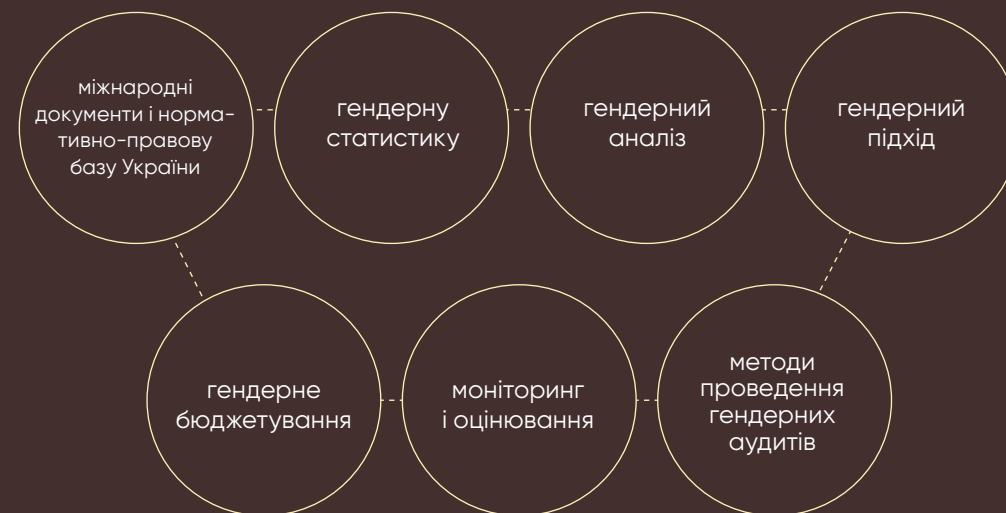 міжнародні
документи і норма-
тивно-правову
базу України
гендерну
статистику
гендерний
аналіз
гендерний
підхід
гендерне
бюджетування
моніторинг
і оцінювання
методи
проведення
гендерних
аудитів